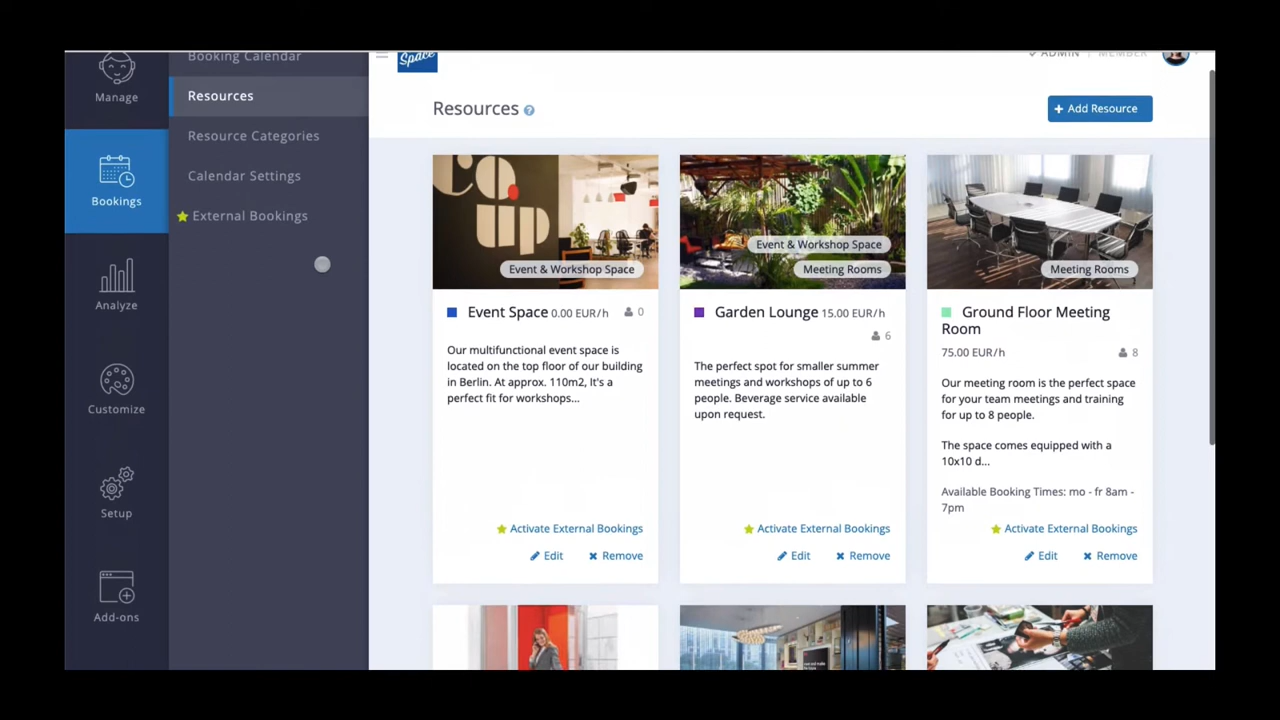 Booking Calendar
Space
ADMIN | MEMBER
Manage
Resources
Resource Categories
Calendar Settings
External Bookings
Bookings
Analyze
Customize
Setup
Add-ons
Resources ?
+ Add Resource
co.
up
Event & Workshop Space
Event Space 0.00 EUR/h 0
Our multifunctional event space is
located on the top floor of our building
in Berlin. At approx. 110m2, It's a
perfect fit for workshops...
Activate External Bookings
Edit Remove
Event & Workshop Space
Meeting Rooms
Garden Lounge 15.00 EUR/h
6
The perfect spot for smaller summer
meetings and workshops of up to 6
people. Beverage service available
upon request.
Activate External Bookings
Edit Remove
Meeting Rooms
Ground Floor Meeting
Room
75.00 EUR/h 8
Our meeting room is the perfect space
for your team meetings and training
for up to 8 people.
The space comes equipped with a
10x10 d...
Available Booking Times: mo - fr 8am -
7pm
Activate External Bookings
Edit Remove